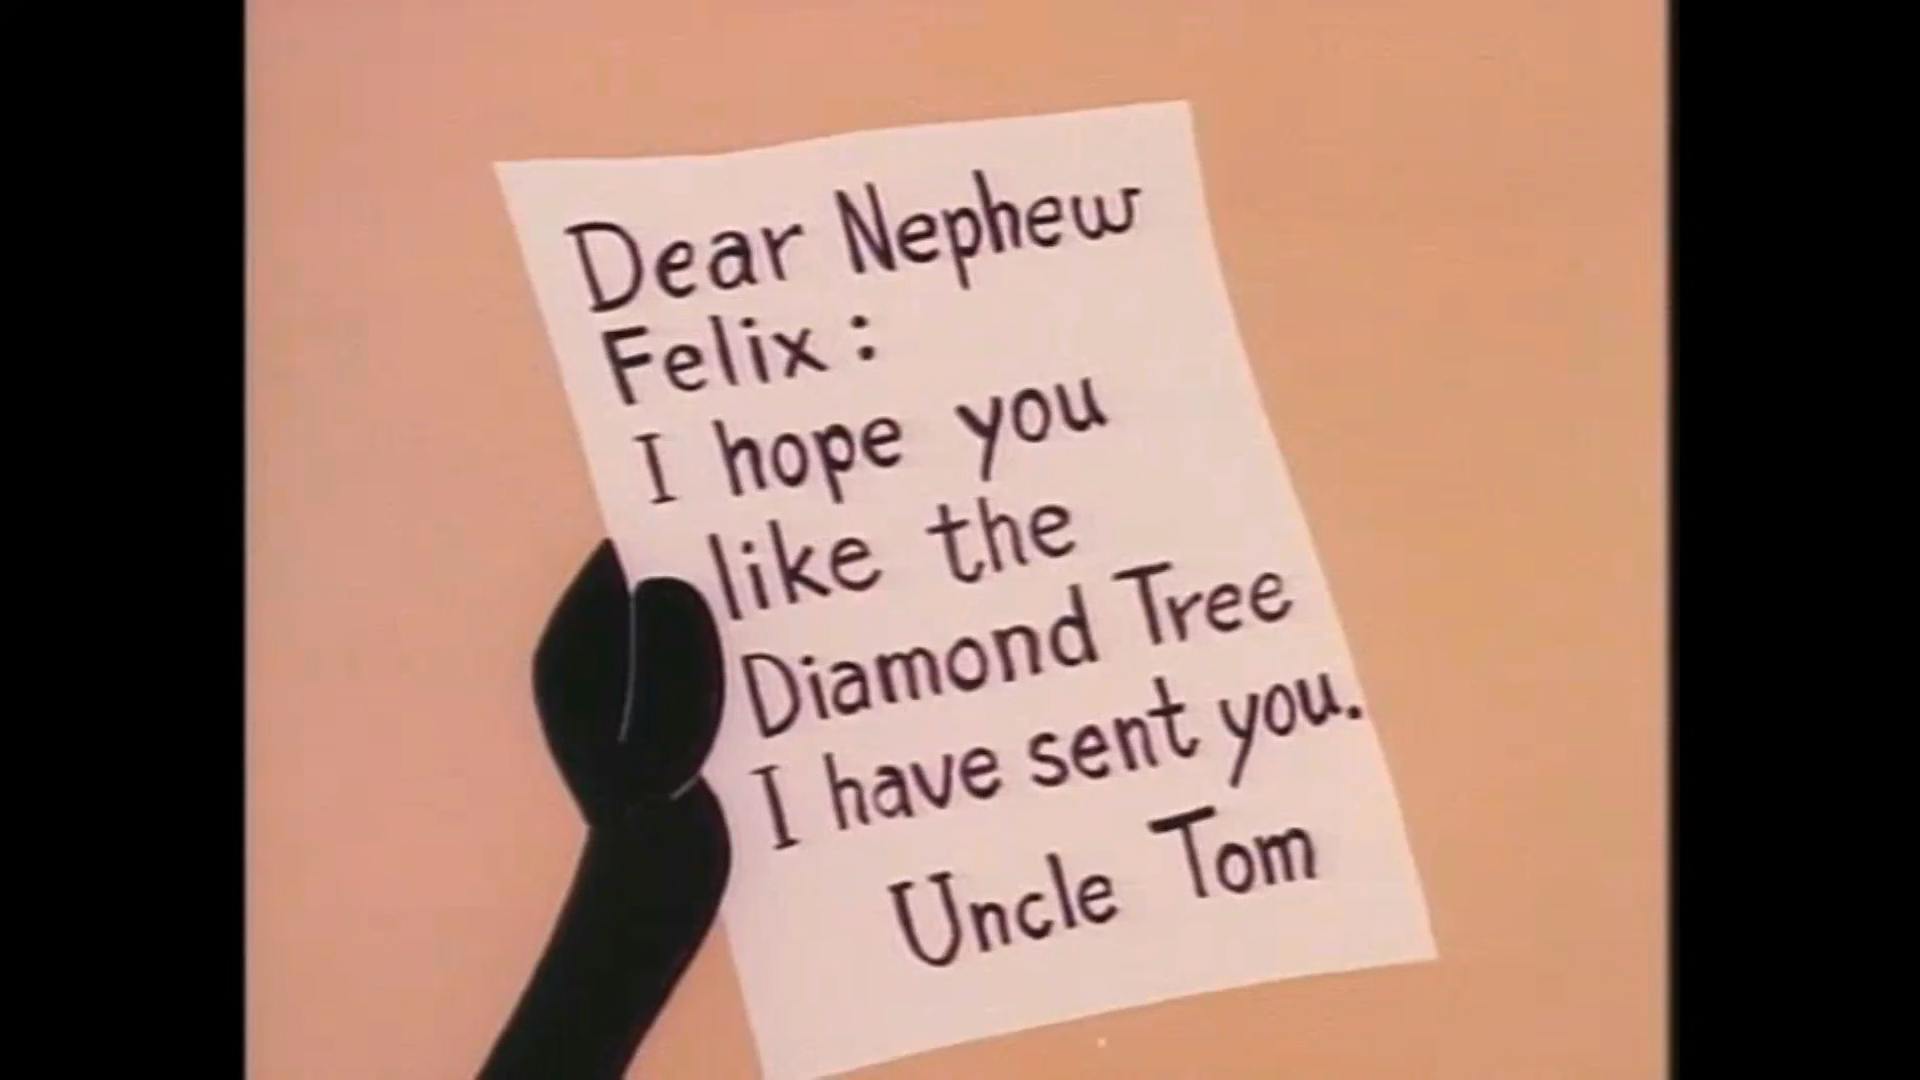 Dear Nephew
Felix:
I hope you
like the
Diamond Tree
I have sent you.
Uncle Tom